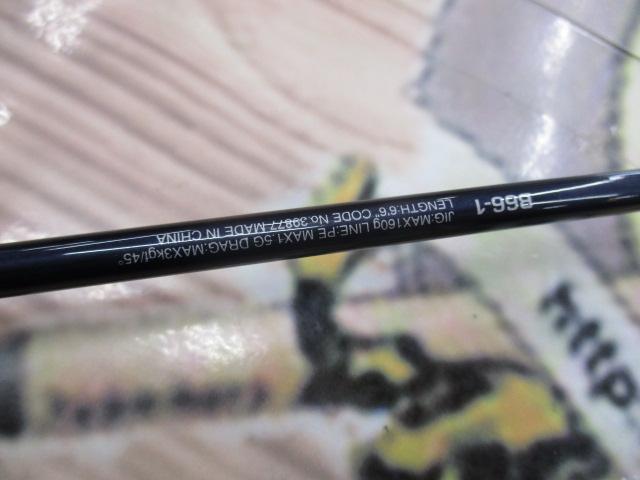 B66-1
LENGTH:6'6" CODE No.39877 MADE IN CHINA
JIG:MAX160g LINE:PE MAX1.5G DRAG:MAX3kgf/45°
http